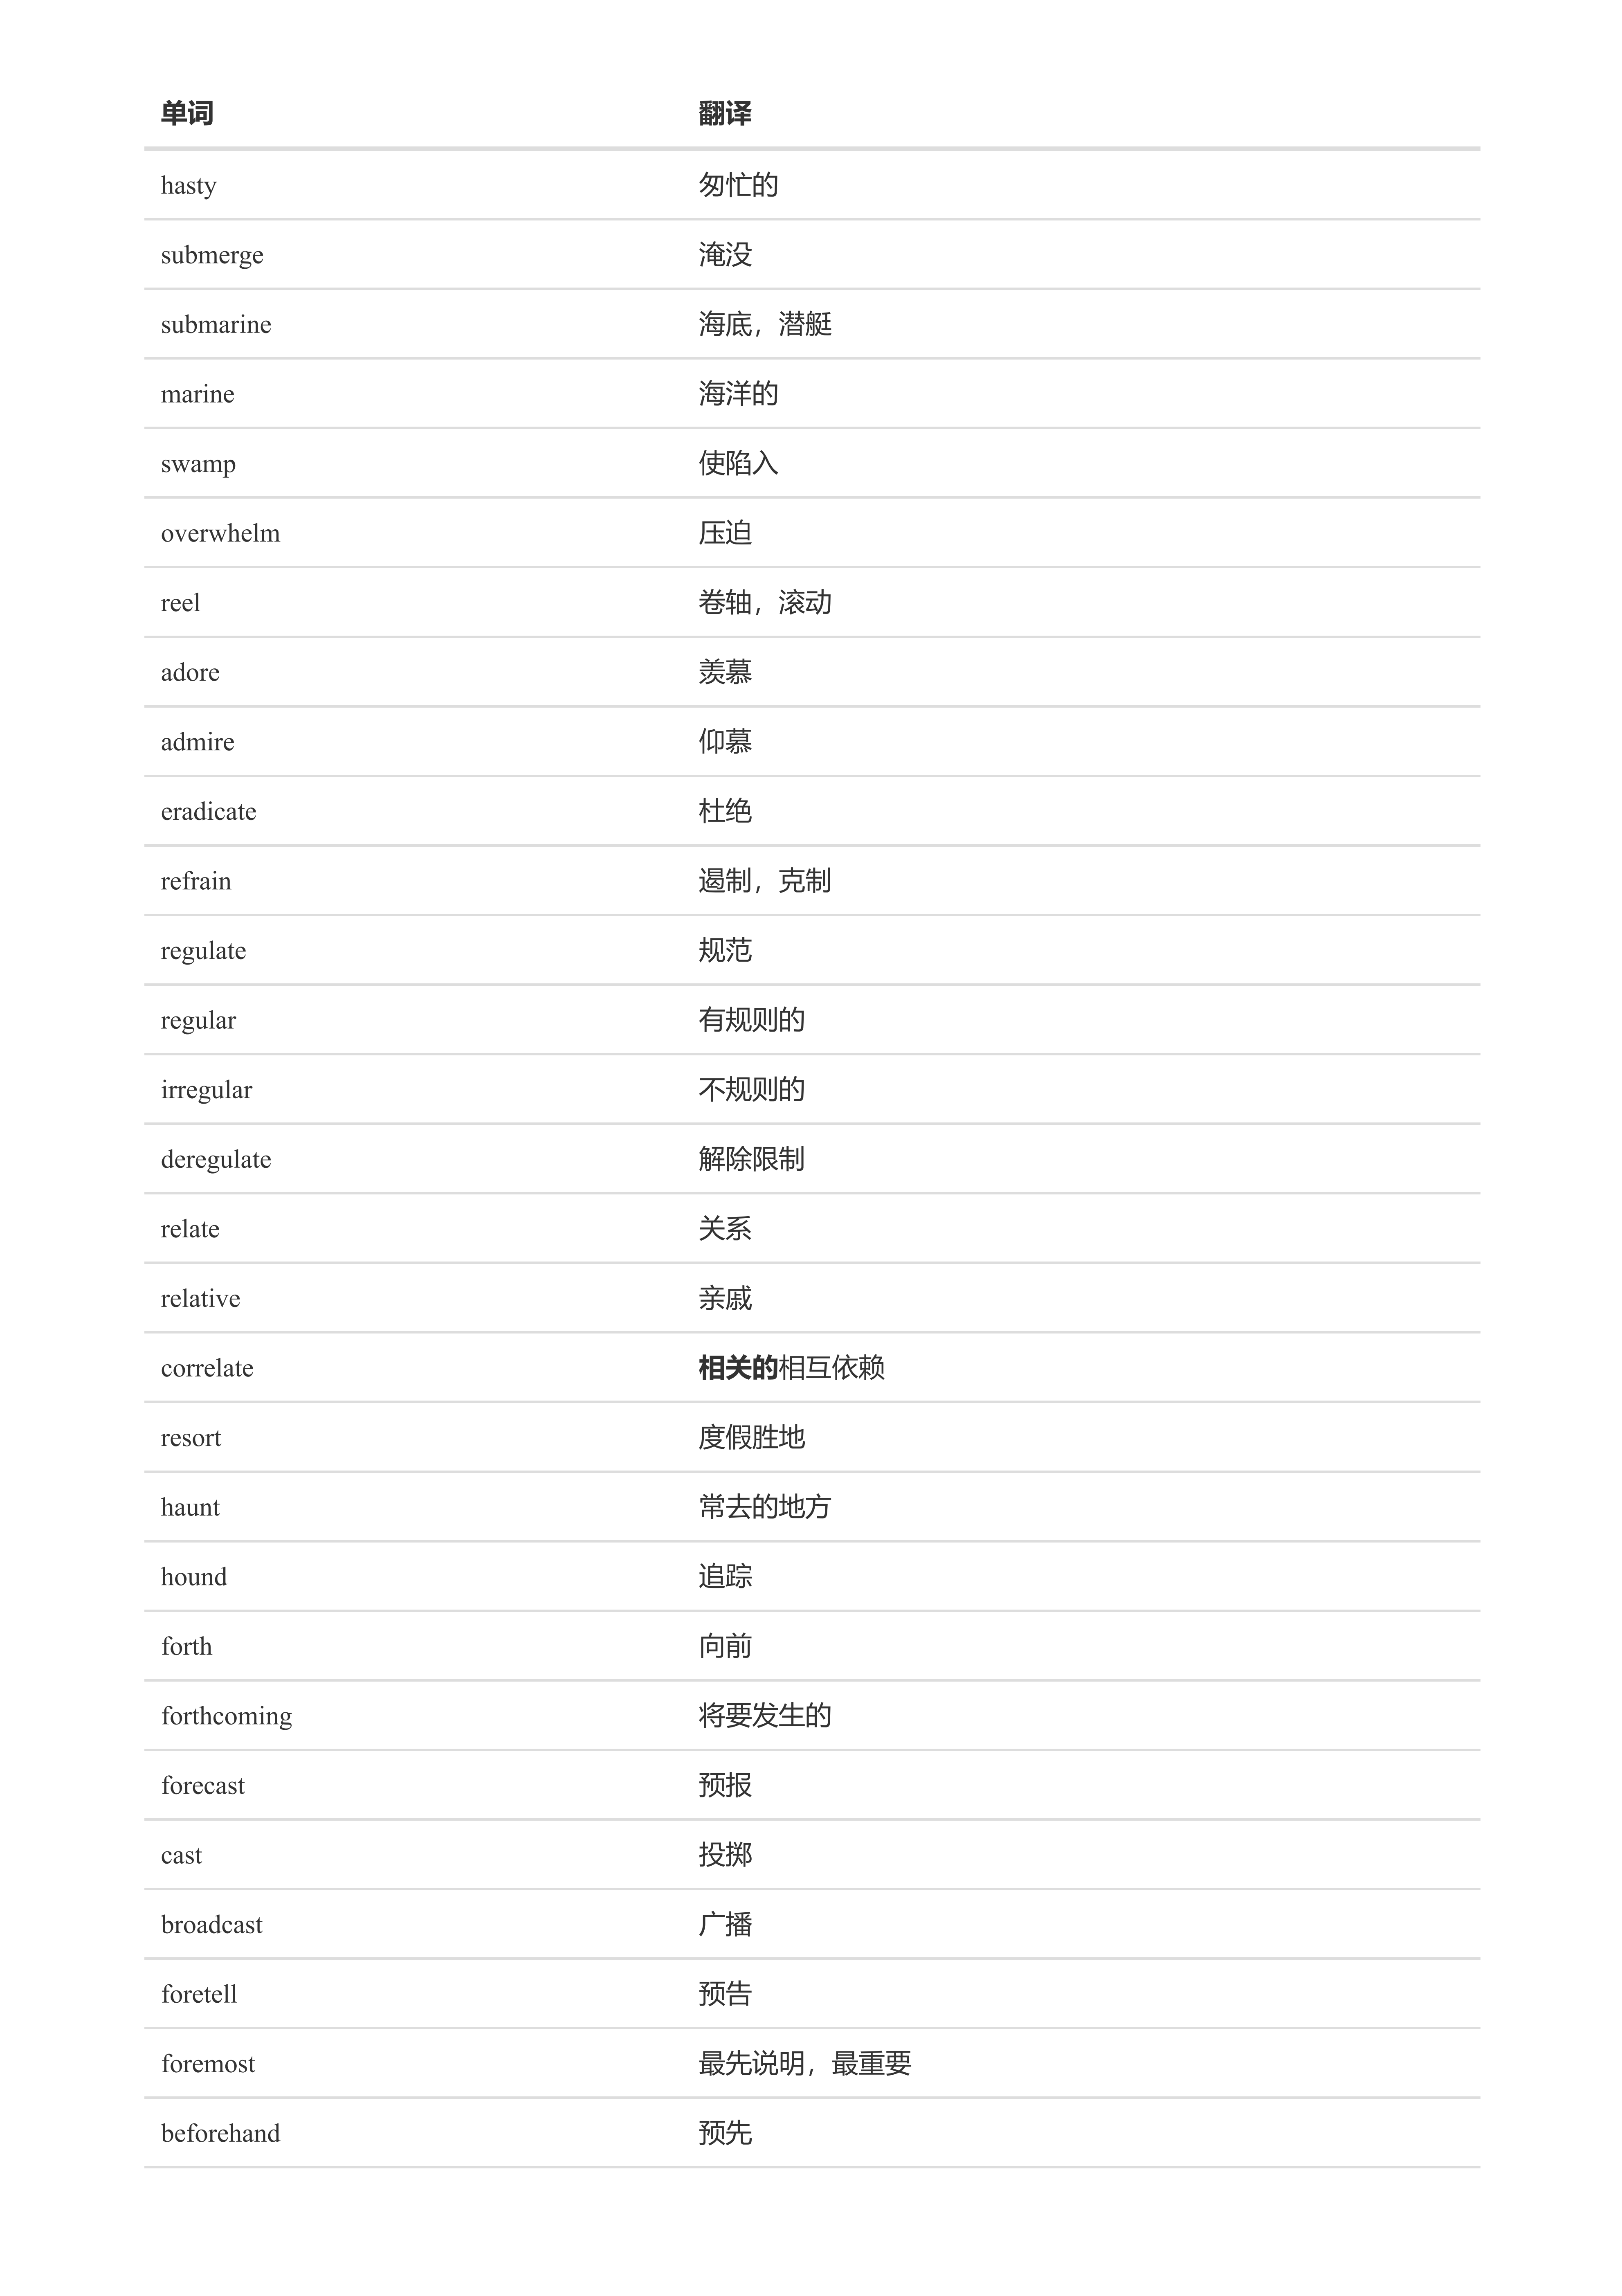 单词 翻译
hasty 匆忙的
submerge 淹没
submarine 海底，潜艇
marine 海洋的
swamp 使陷入
overwhelm 压迫
reel 卷轴，滚动
adore 羡慕
admire 仰慕
eradicate 杜绝
refrain 遏制，克制
regulate 规范
regular 有规则的
irregular 不规则的
deregulate 解除限制
relate 关系
relative 亲戚
correlate 相关的相互依赖
resort 度假胜地
haunt 常去的地方
hound 追踪
forth 向前
forthcoming 将要发生的
forecast 预报
cast 投掷
broadcast 广播
foretell 预告
foremost 最先说明，最重要
beforehand 预先